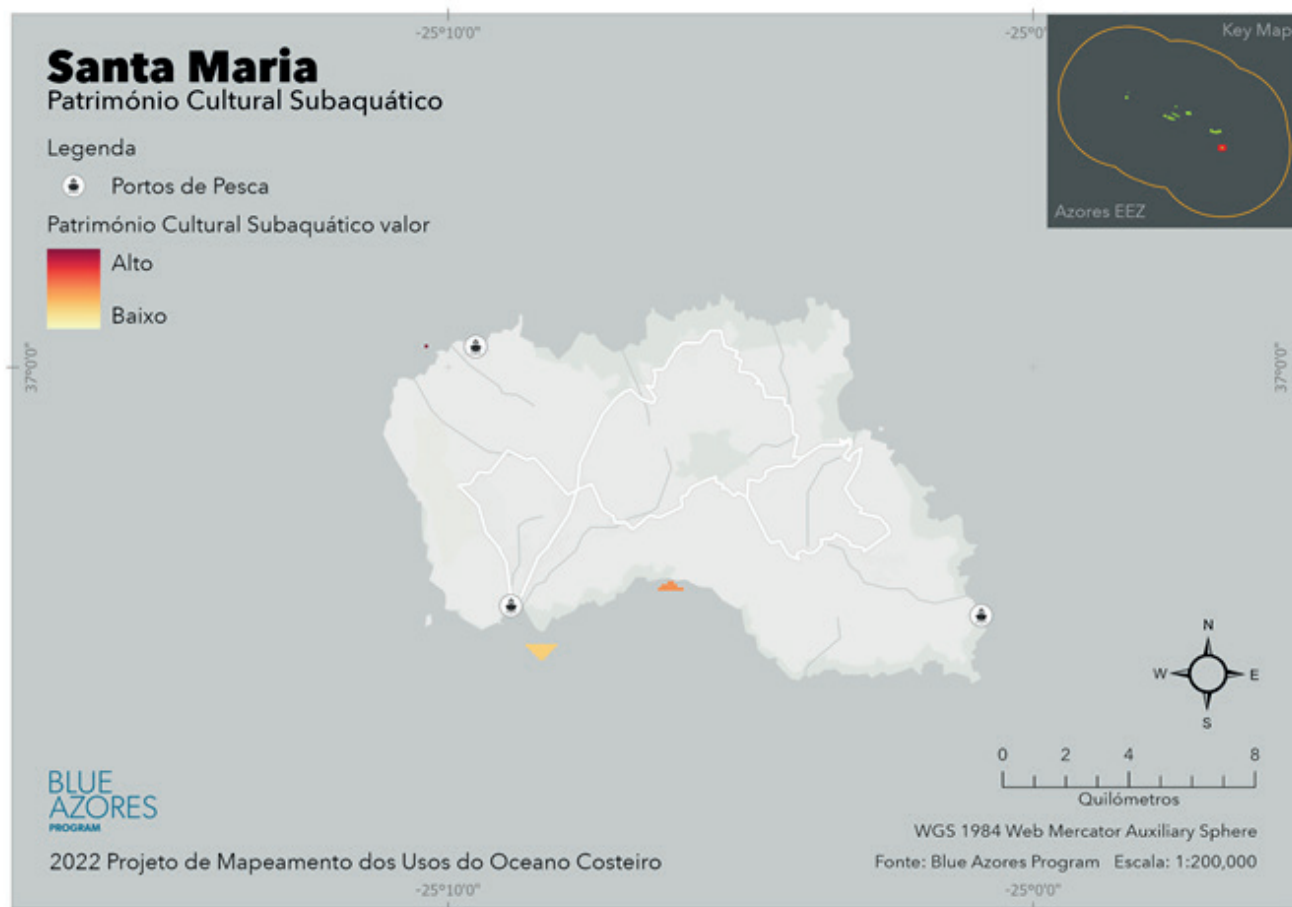 -25°10'0"
-25°0'
Key Map
Santa Maria
Património Cultural Subaquático
Legenda
Portos de Pesca
Património Cultural Subaquático valor
Alto
Baixo
Azores EEZ
37°0'0"
37°0'0"
N
W
E
S
0 2 4 8
Quilómetros
BLUE
AZORES
PROGRAM
WGS 1984 Web Mercator Auxiliary Sphere
2022 Projeto de Mapeamento dos Usos do Oceano Costeiro
Fonte: Blue Azores Program Escala: 1:200,000
-25°10'0"
-25°0'0"